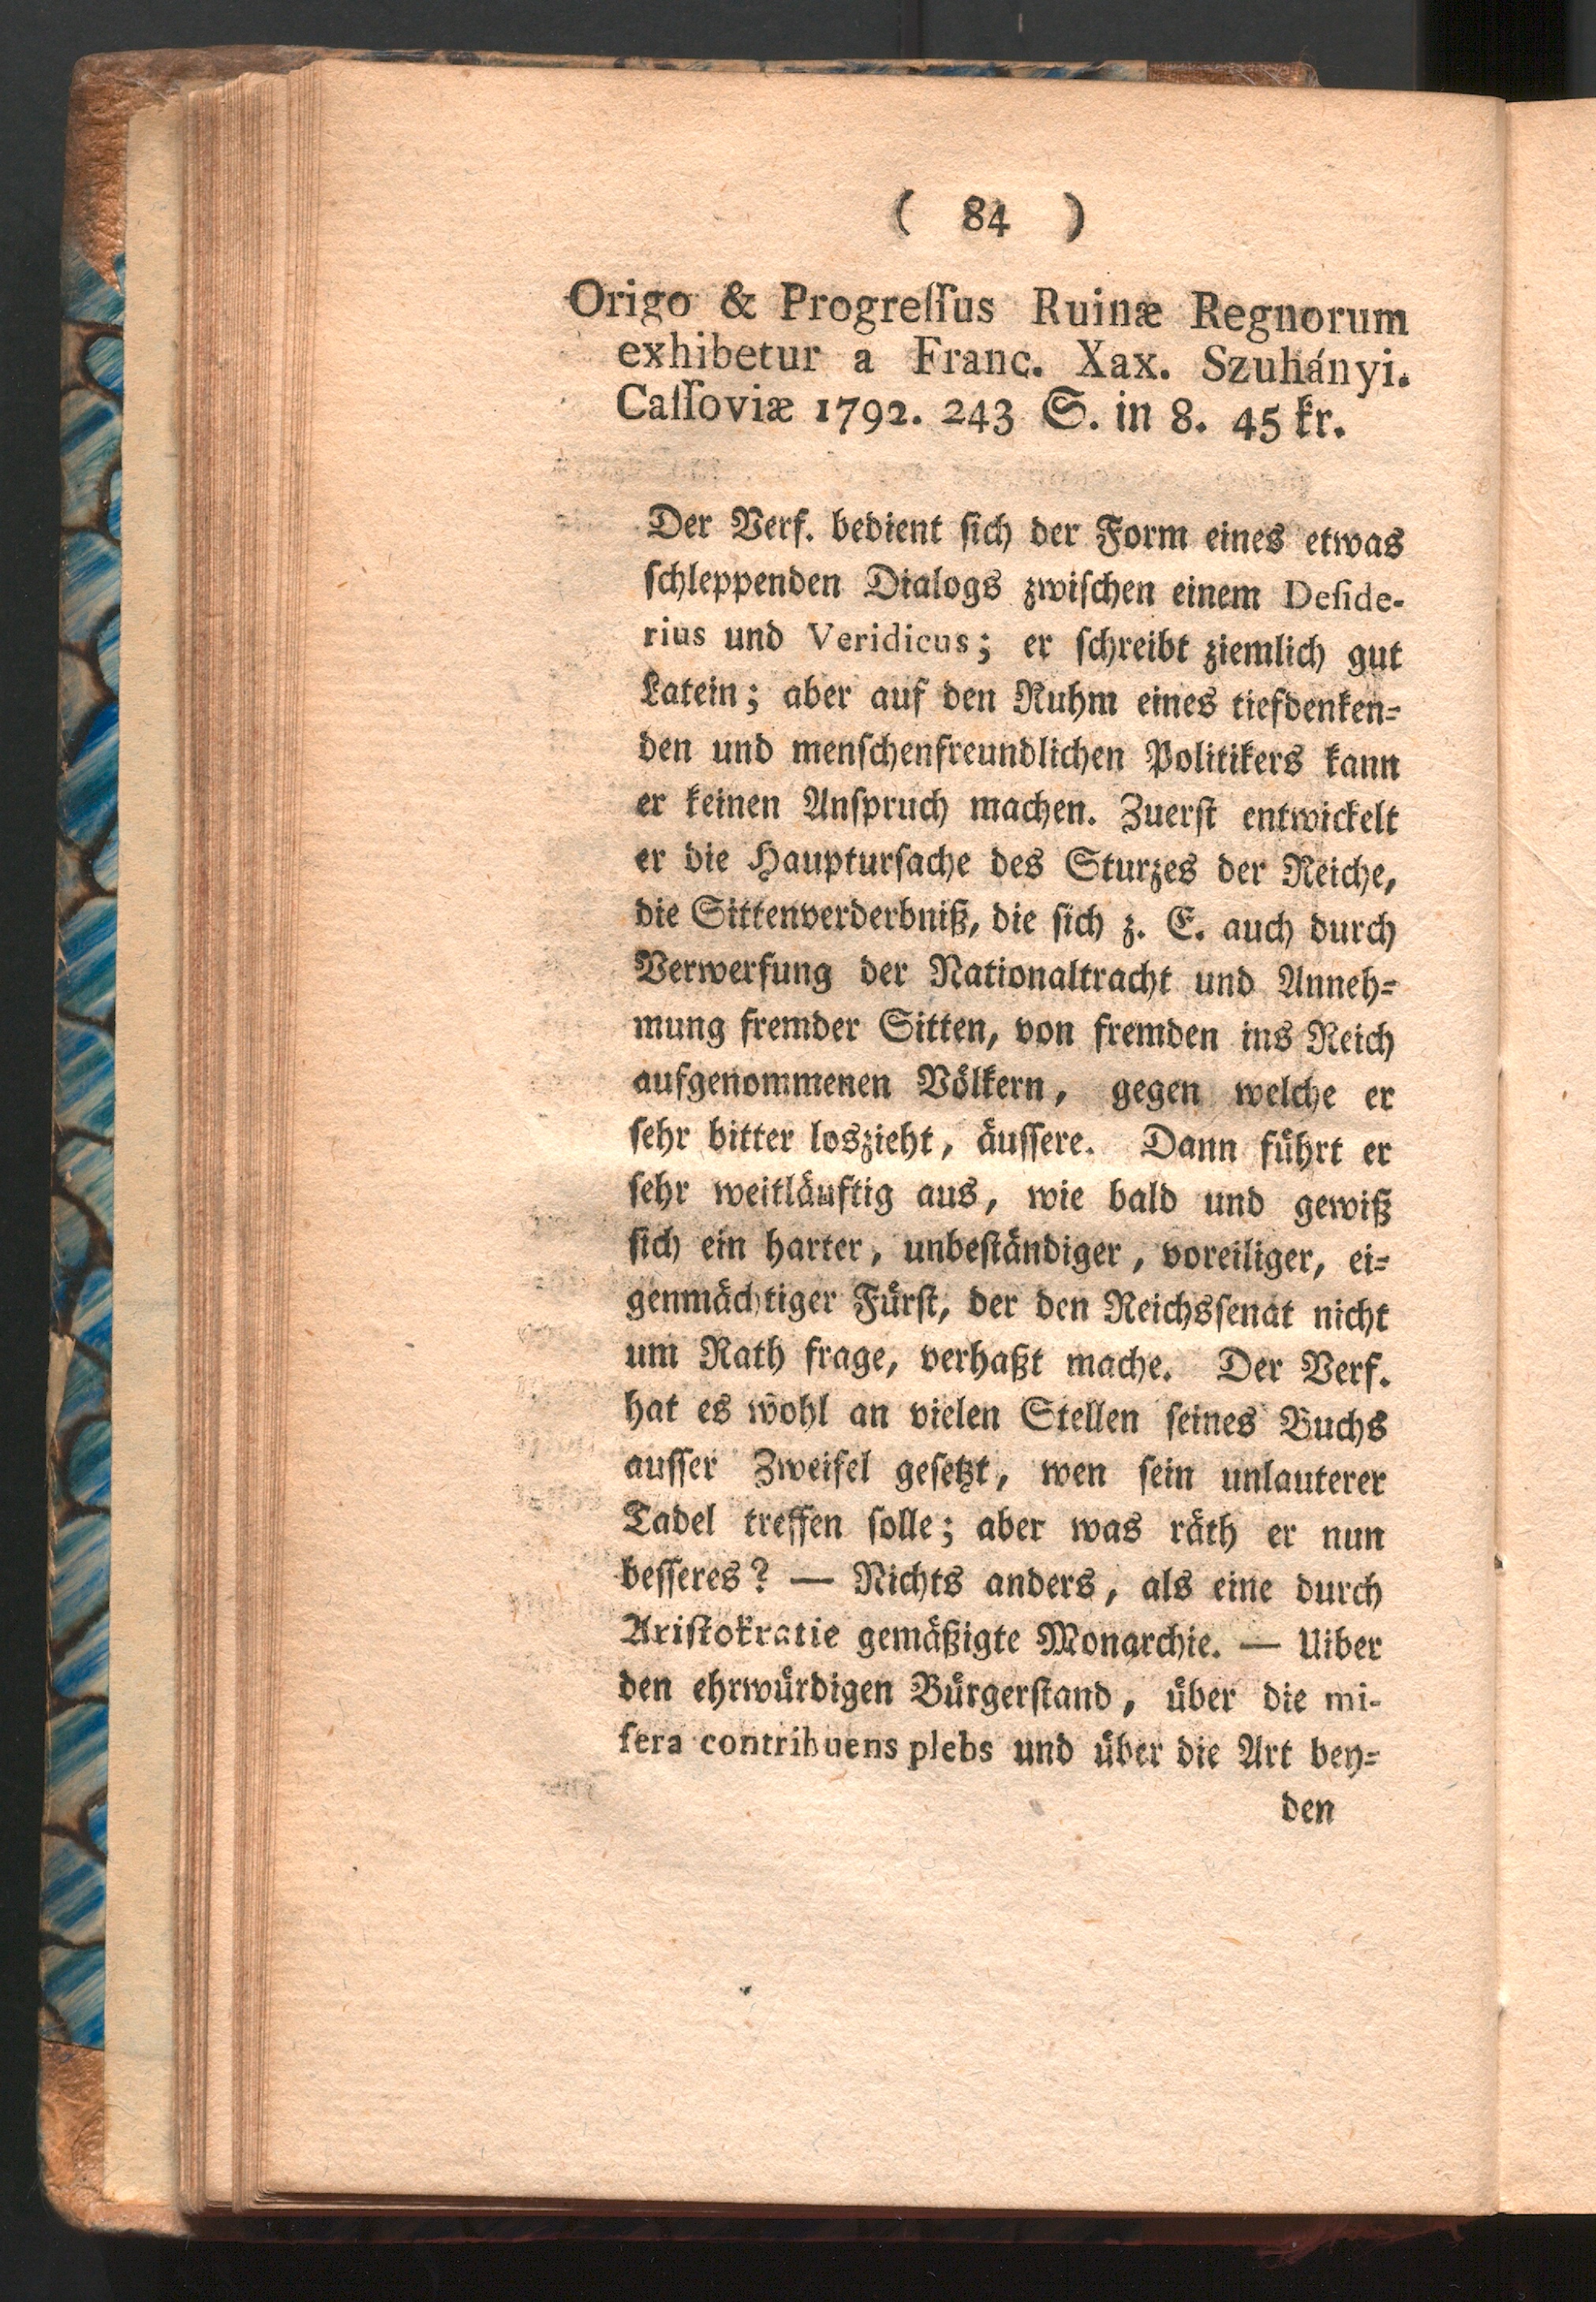 ( 84 )
Origo & Progreſſus Ruinæ Regnorum
exhibetur a Franc. Xax. Szuhányi.
Caſſoviæ 1792. 243 S. in 8. 45 kr.
Der Verf. bedient ſich der Form eines etwas
ſchleppenden Dialogs zwiſchen einem Deſide-
rius und Veridicus; er ſchreibt ziemlich gut
Latein; aber auf den Ruhm eines tiefdenken-
den und menſchenfreundlichen Politikers kann
er keinen Anſpruch machen. Zuerſt entwickelt
er die Haupturſache des Sturzes der Reiche,
die Sittenverderbniß, die ſich z. E. auch durch
Verwerfung der Nationaltracht und Anneh-
mung fremder Sitten, von fremden ins Reich
aufgenommenen Völkern, gegen welche er
ſehr bitter loszieht, äuſſere. Dann führt er
ſehr weitläuftig aus, wie bald und gewiß
ſich ein harter, unbeſtändiger, voreiliger, ei-
genmächtiger Fürſt, der den Reichsſenat nicht
um Rath frage, verhaßt mache. Der Verf.
hat es wohl an vielen Stellen ſeines Buchs
auſſer Zweifel geſetzt, wen ſein unlauterer
Tadel treffen ſolle; aber was räth er nun
beſſeres? — Nichts anders, als eine durch
Ariſtokratie gemäßigte Monarchie. — Uiber
den ehrwürdigen Bürgerſtand, über die mi-
ſera contribuens plebs und über die Art bey-
den